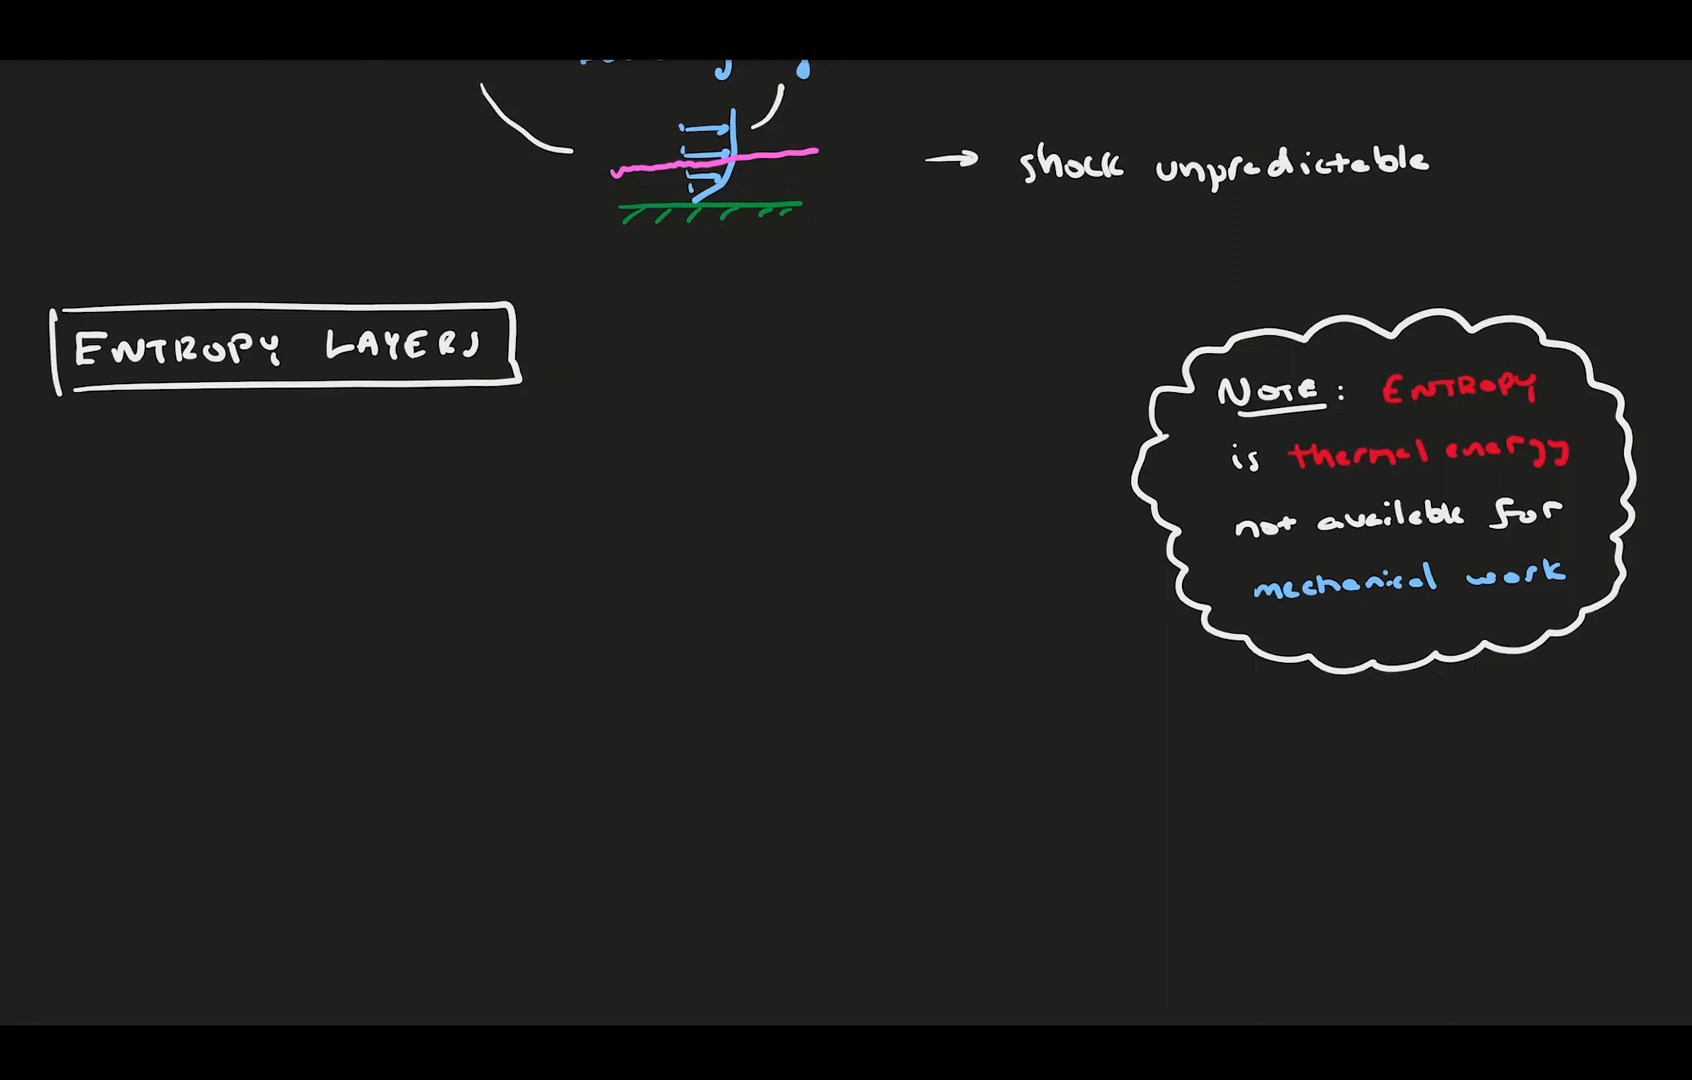 → shock unpredictable
ENTROPY LAYERS
NOTE: ENTROPY
is thermal energy
not available for
mechanical work